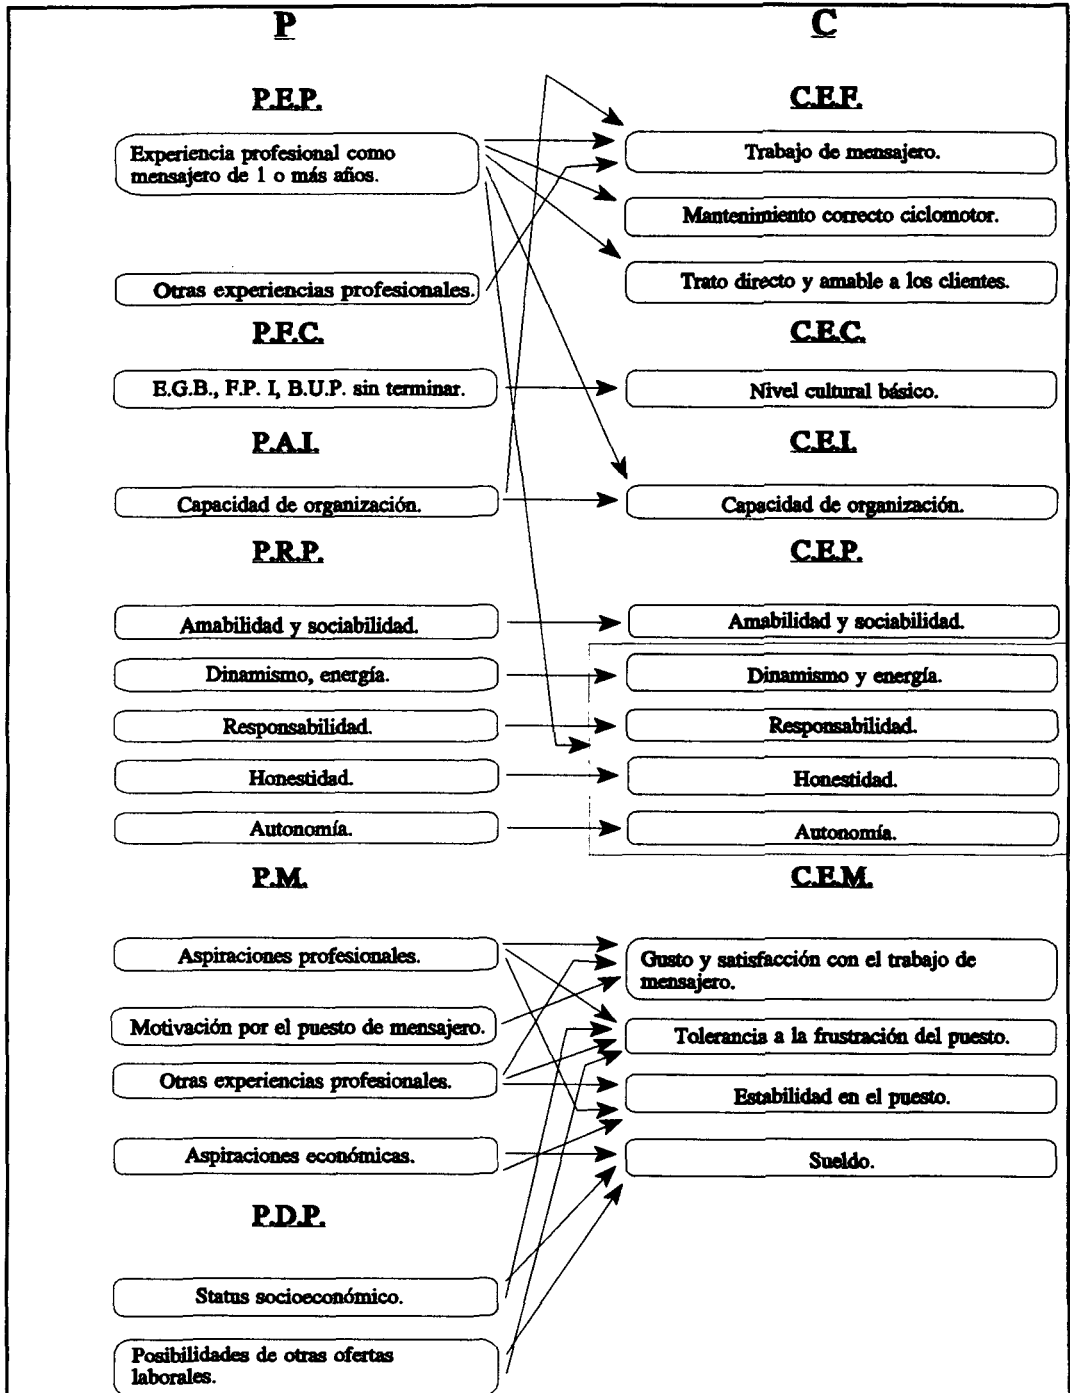 P
C
P.E.P.
C.E.F.
Experiencia profesional como
mensajero de 1 o más años.
Trabajo de mensajero.
Mantenimiento correcto ciclomotor.
Otras experiencias profesionales.
Trato directo y amable a los clientes.
P.F.C.
C.E.C.
E.G.B., F.P. I, B.U.P. sin terminar.
Nivel cultural básico.
P.A.I.
C.E.I.
Capacidad de organización.
Capacidad de organización.
P.R.P.
C.E.P.
Amabilidad y sociabilidad.
Amabilidad y sociabilidad.
Dinamismo, energía.
Dinamismo y energía.
Responsabilidad.
Responsabilidad.
Honestidad.
Honestidad.
Autonomía.
Autonomía.
P.M.
C.E.M.
Aspiraciones profesionales.
Gusto y satisfacción con el trabajo de
mensajero.
Motivación por el puesto de mensajero.
Tolerancia a la frustración del puesto.
Otras experiencias profesionales.
Estabilidad en el puesto.
Aspiraciones económicas.
Sueldo.
P.D.P.
Status socioeconómico.
Posibilidades de otras ofertas
laborales.